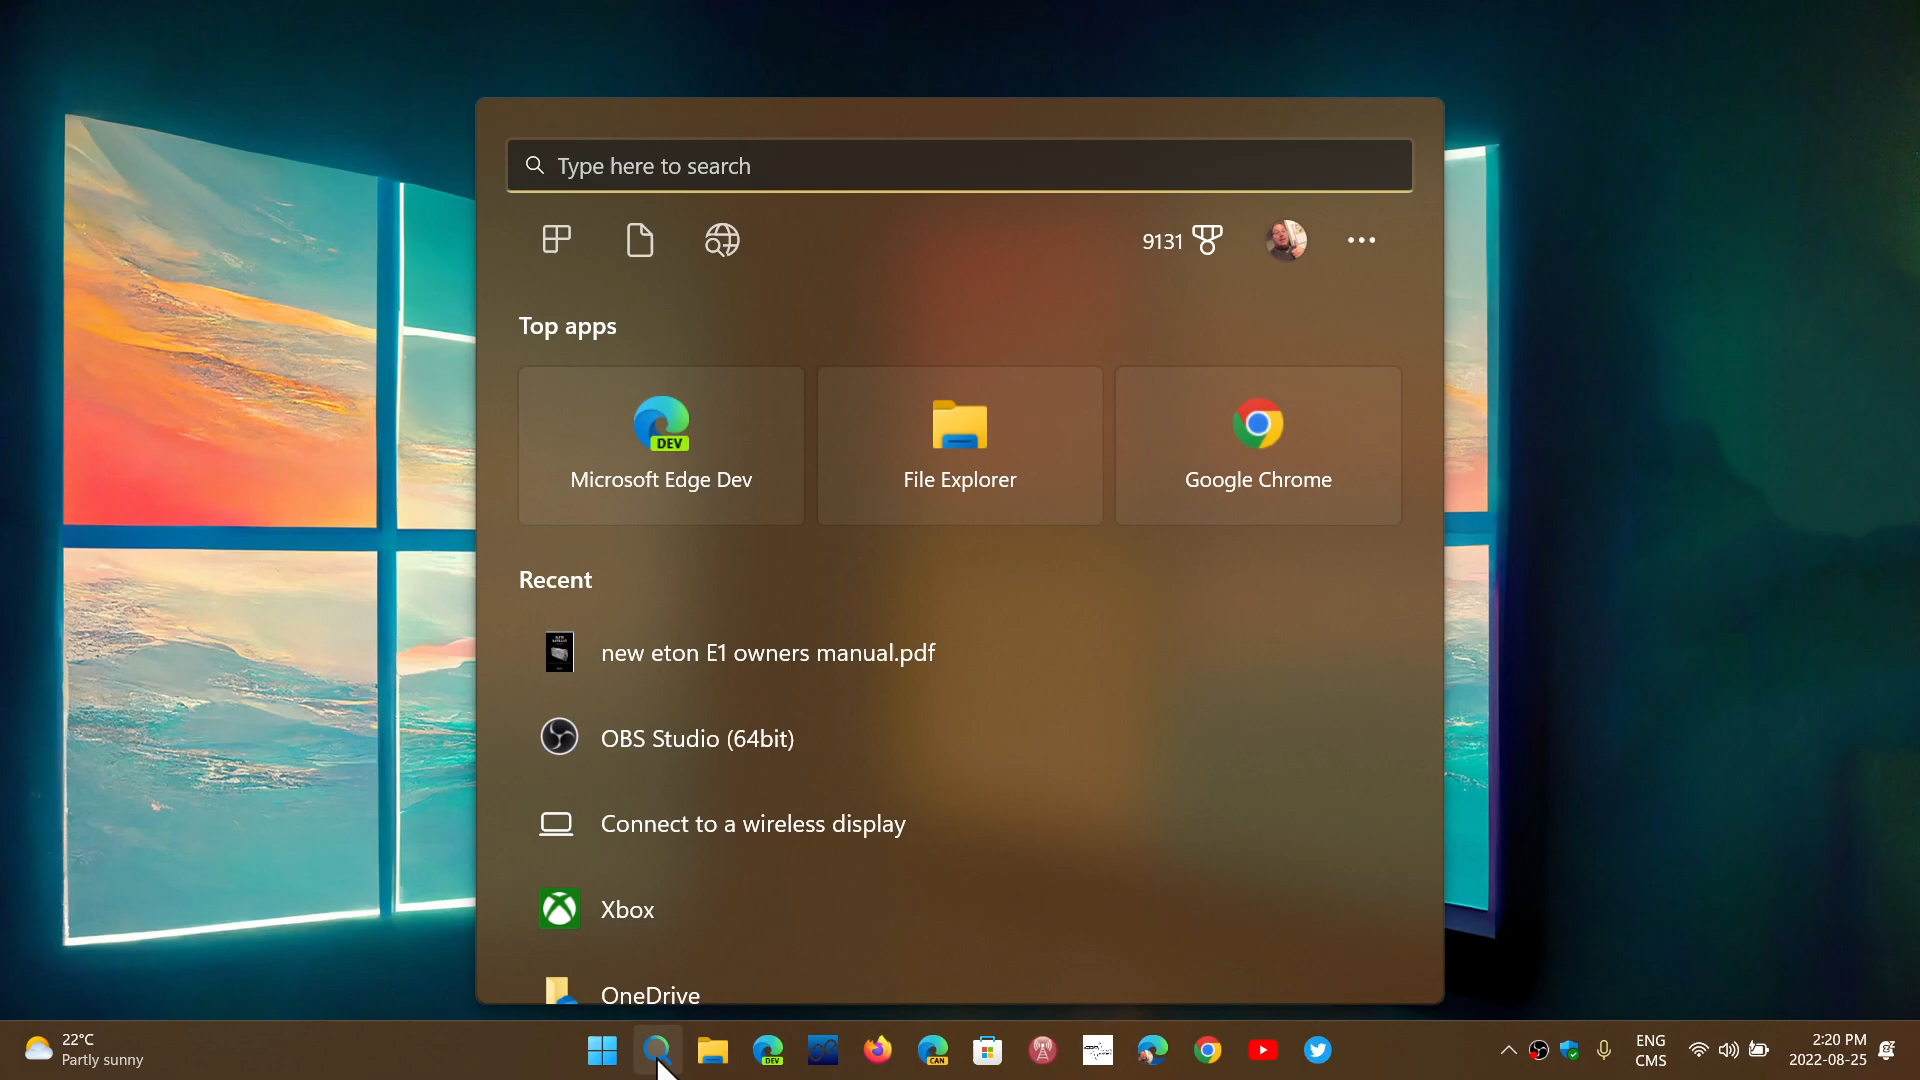 Type here to search
9131
Top apps
DEV
Microsoft Edge Dev
File Explorer
Google Chrome
Recent
new eton E1 owners manual.pdf
OBS Studio (64bit)
Connect to a wireless display
Xbox
OneDrive
22°C
Partly sunny
DEV
CAN
ENG
CMS
2:20 PM
2022-08-25